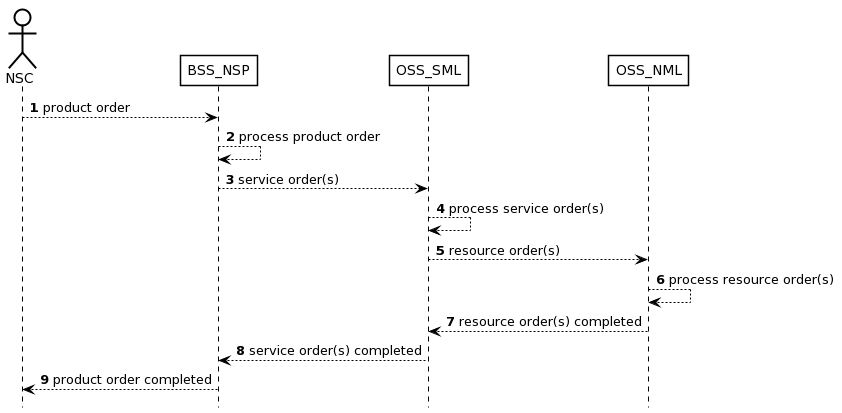 NSC
BSS_NSP
OSS_SML
OSS_NML
1 product order
2 process product order
3 service order(s)
4 process service order(s)
5 resource order(s)
6 process resource order(s)
7 resource order(s) completed
8 service order(s) completed
9 product order completed